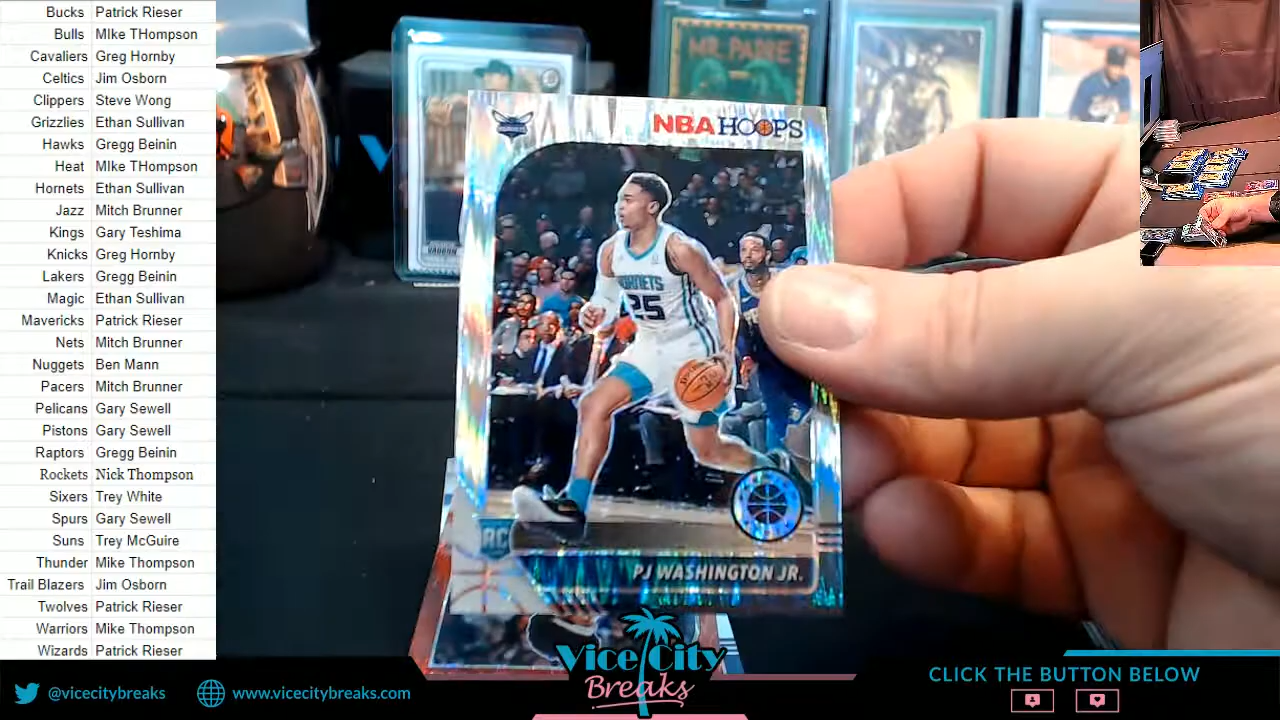 Bucks Patrick Rieser
Bulls MIke THompson
Cavaliers Greg Hornby
Celtics Jim Osborn
Clippers Steve Wong
Grizzlies Ethan Sullivan
Hawks Gregg Beinin
Heat MIke THompson
Hornets Ethan Sullivan
Jazz Mitch Brunner
Kings Gary Teshima
Knicks Greg Hornby
Lakers Gregg Beinin
Magic Ethan Sullivan
Mavericks Patrick Rieser
Nets Mitch Brunner
Nuggets Ben Mann
Pacers Mitch Brunner
Pelicans Gary Sewell
Pistons Gary Sewell
Raptors Gregg Beinin
Rockets Nick Thompson
Sixers Trey White
Spurs Gary Sewell
Suns Trey McGuire
Thunder Mike Thompson
Trail Blazers Jim Osborn
Twolves Patrick Rieser
Warriors Mike Thompson
Wizards Patrick Rieser
MR. PADRE
NBA HOOPS
HORNETS
25
RC
PJ WASHINGTON JR.
Vice City
Breaks
@vicecitybreaks
www.vicecitybreaks.com
CLICK THE BUTTON BELOW